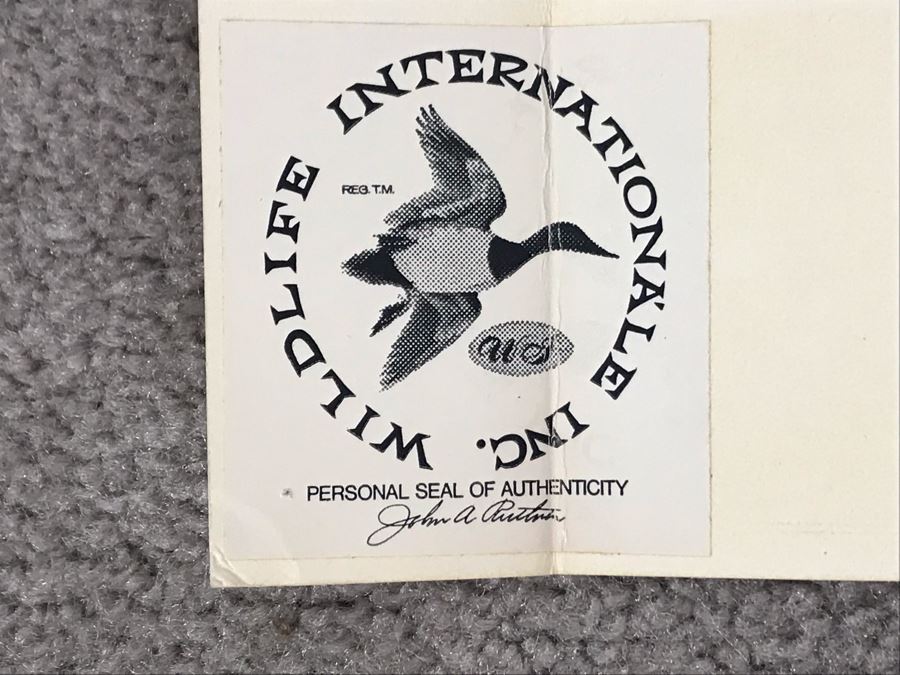 WILDLIFE INTERNATIONALE INC.
REG. T.M.
PERSONAL SEAL OF AUTHENTICITY
John A Ruthven